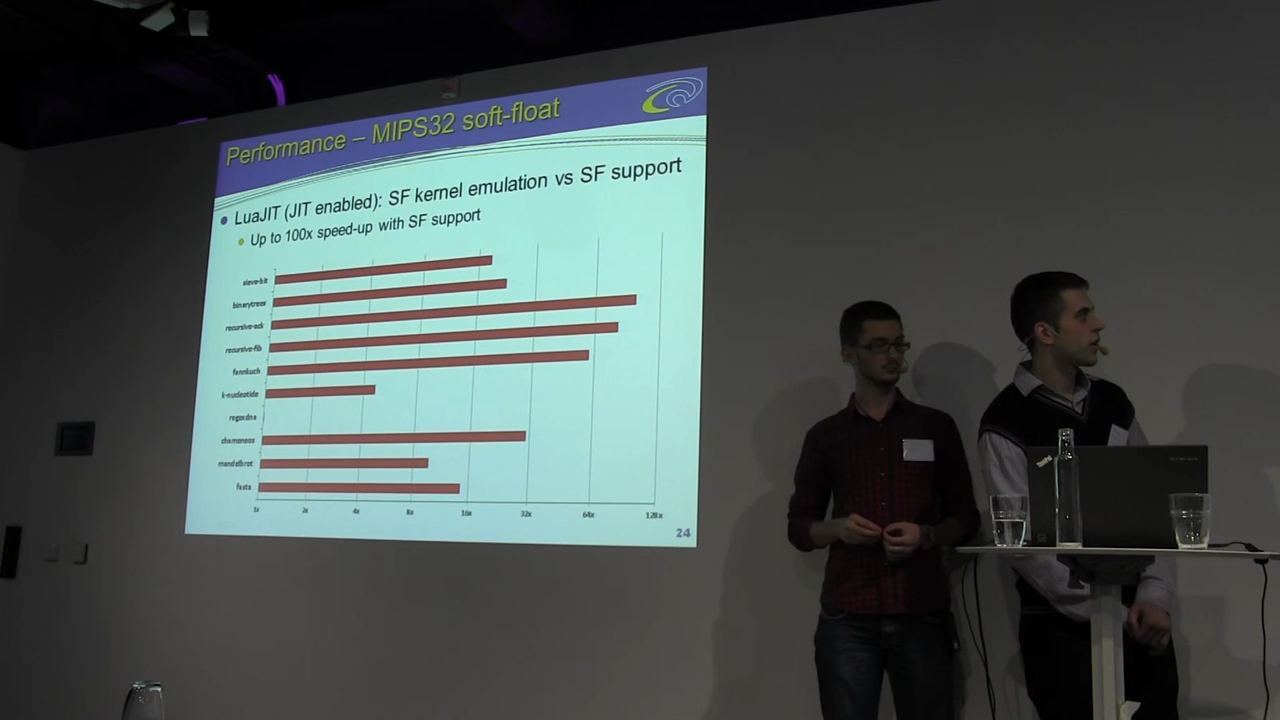 Performance – MIPS32 soft-float
LuaJIT (JIT enabled): SF kernel emulation vs SF support
Up to 100x speed-up with SF support
sieve-bit
binarytrees
recursive-ack
recursive-fib
fannkuch
k-nucleotide
regexdna
chameneos
mandelbrot
fasta
1x 2x 4x 8x 16x 32x 64x 128x
24